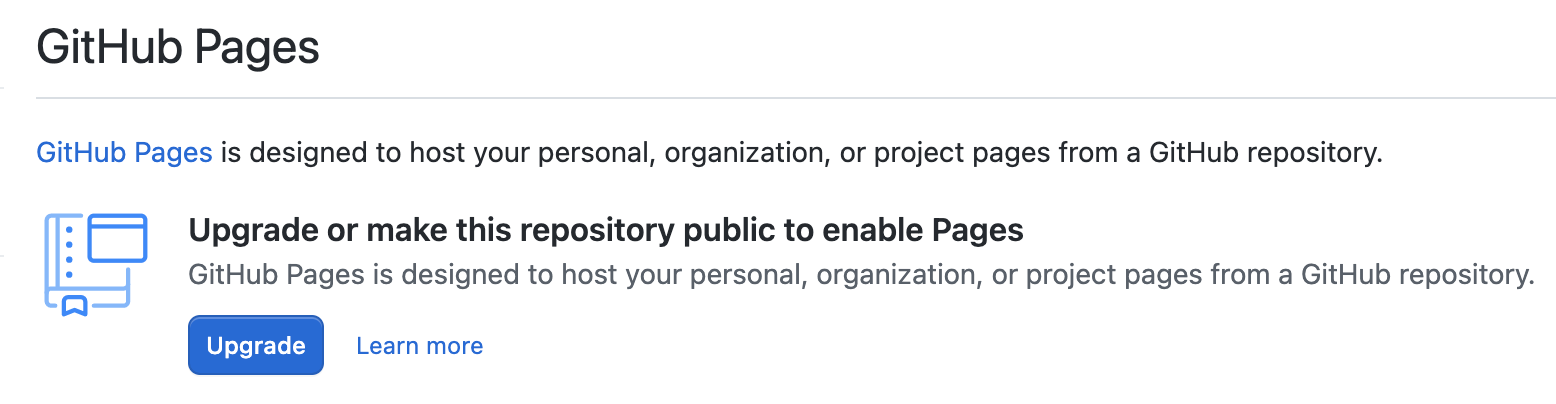 GitHub Pages
GitHub Pages is designed to host your personal, organization, or project pages from a GitHub repository.
Upgrade or make this repository public to enable Pages
GitHub Pages is designed to host your personal, organization, or project pages from a GitHub repository.
Upgrade Learn more